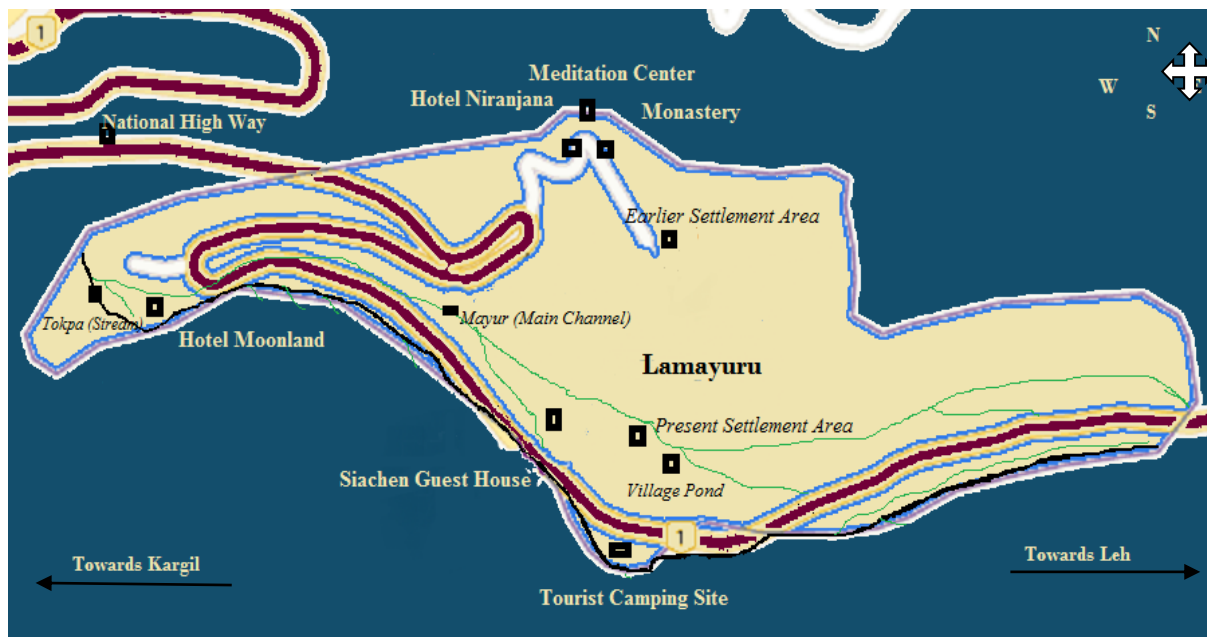 1
N
Meditation Center
W
Hotel Niranjana
Monastery
S
National High Way
Earlier Settlement Area
Tokpa (Stream)
Mayur (Main Channel)
Hotel Moonland
Lamayuru
Present Settlement Area
Siachen Guest House
Village Pond
1
Towards Kargil
Towards Leh
Tourist Camping Site